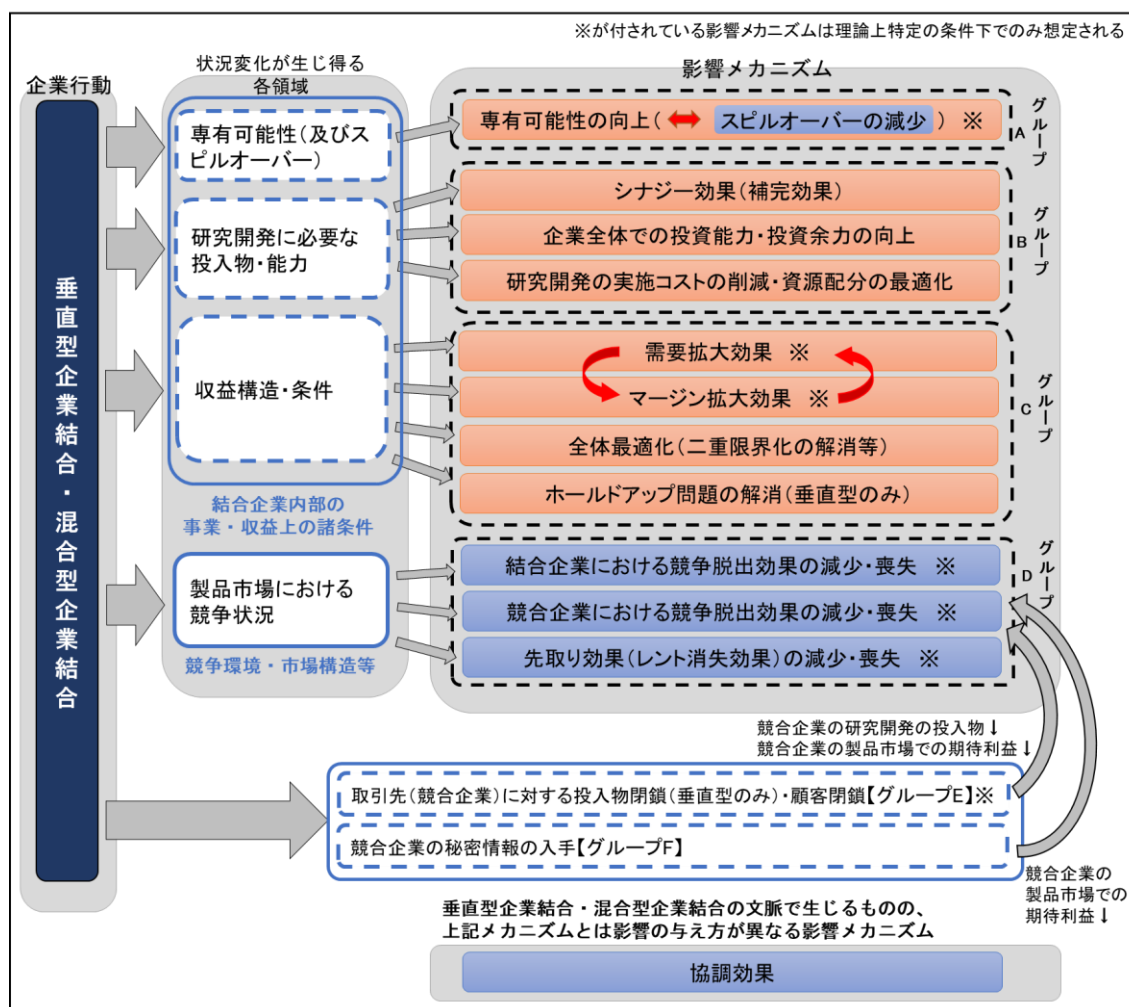 ※が付されている影響メカニズムは理論上特定の条件下でのみ想定される
企業行動
状況変化が生じ得る
各領域
影響メカニズム
垂直型企業結合・混合型企業結合
専有可能性(及びス
ピルオーバー)
専有可能性の向上( スピルオーバーの減少 ) ※
グループA
研究開発に必要な
投入物・能力
シナジー効果(補完効果)
企業全体での投資能力・投資余力の向上
研究開発の実施コストの削減・資源配分の最適化
グループB
収益構造・条件
需要拡大効果 ※
マージン拡大効果 ※
全体最適化(二重限界化の解消等)
ホールドアップ問題の解消(垂直型のみ)
グループC
結合企業内部の
事業・収益上の諸条件
製品市場における
競争状況
競争環境・市場構造等
結合企業における競争脱出効果の減少・喪失 ※
競合企業における競争脱出効果の減少・喪失 ※
先取り効果(レント消失効果)の減少・喪失 ※
グループD
競合企業の研究開発の投入物↓
競合企業の製品市場での期待利益↓
取引先(競合企業)に対する投入物閉鎖(垂直型のみ)・顧客閉鎖【グループE】※
競合企業の秘密情報の入手【グループF】
競合企業の
製品市場での
期待利益↓
垂直型企業結合・混合型企業結合の文脈で生じるものの、
上記メカニズムとは影響の与え方が異なる影響メカニズム
協調効果